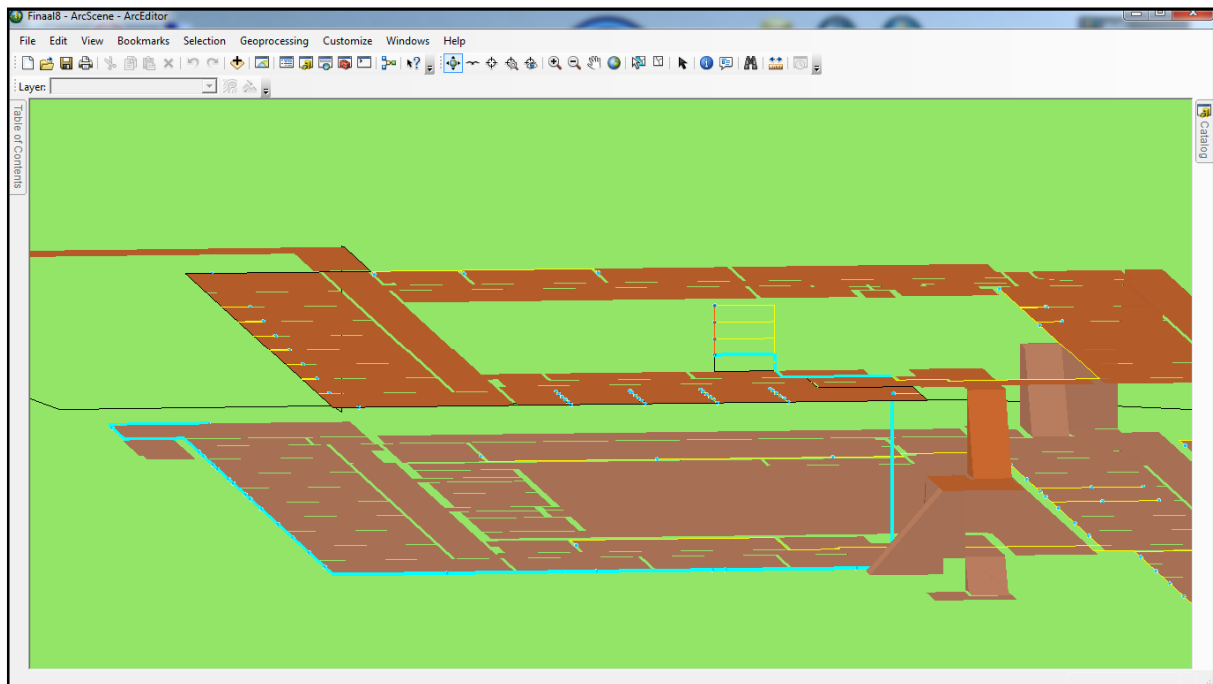 Finaal8 - ArcScene - ArcEditor
File Edit View Bookmarks Selection Geoprocessing Customize Windows Help
Layer:
Table of Contents
Catalog